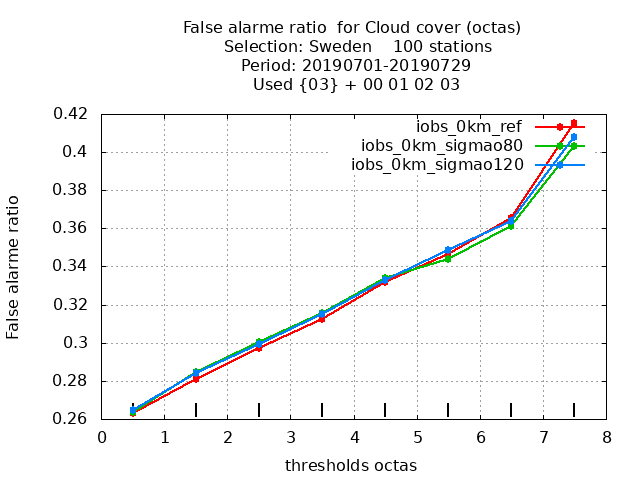 False alarme ratio  for Cloud cover (octas)
Selection: Sweden    100 stations
Period: 20190701-20190729
Used {03} + 00 01 02 03
iobs_0km_ref
iobs_0km_sigmao80
iobs_0km_sigmao120
False alarme ratio
0.42
0.4
0.38
0.36
0.34
0.32
0.3
0.28
0.26
0 1 2 3 4 5 6 7 8
thresholds octas